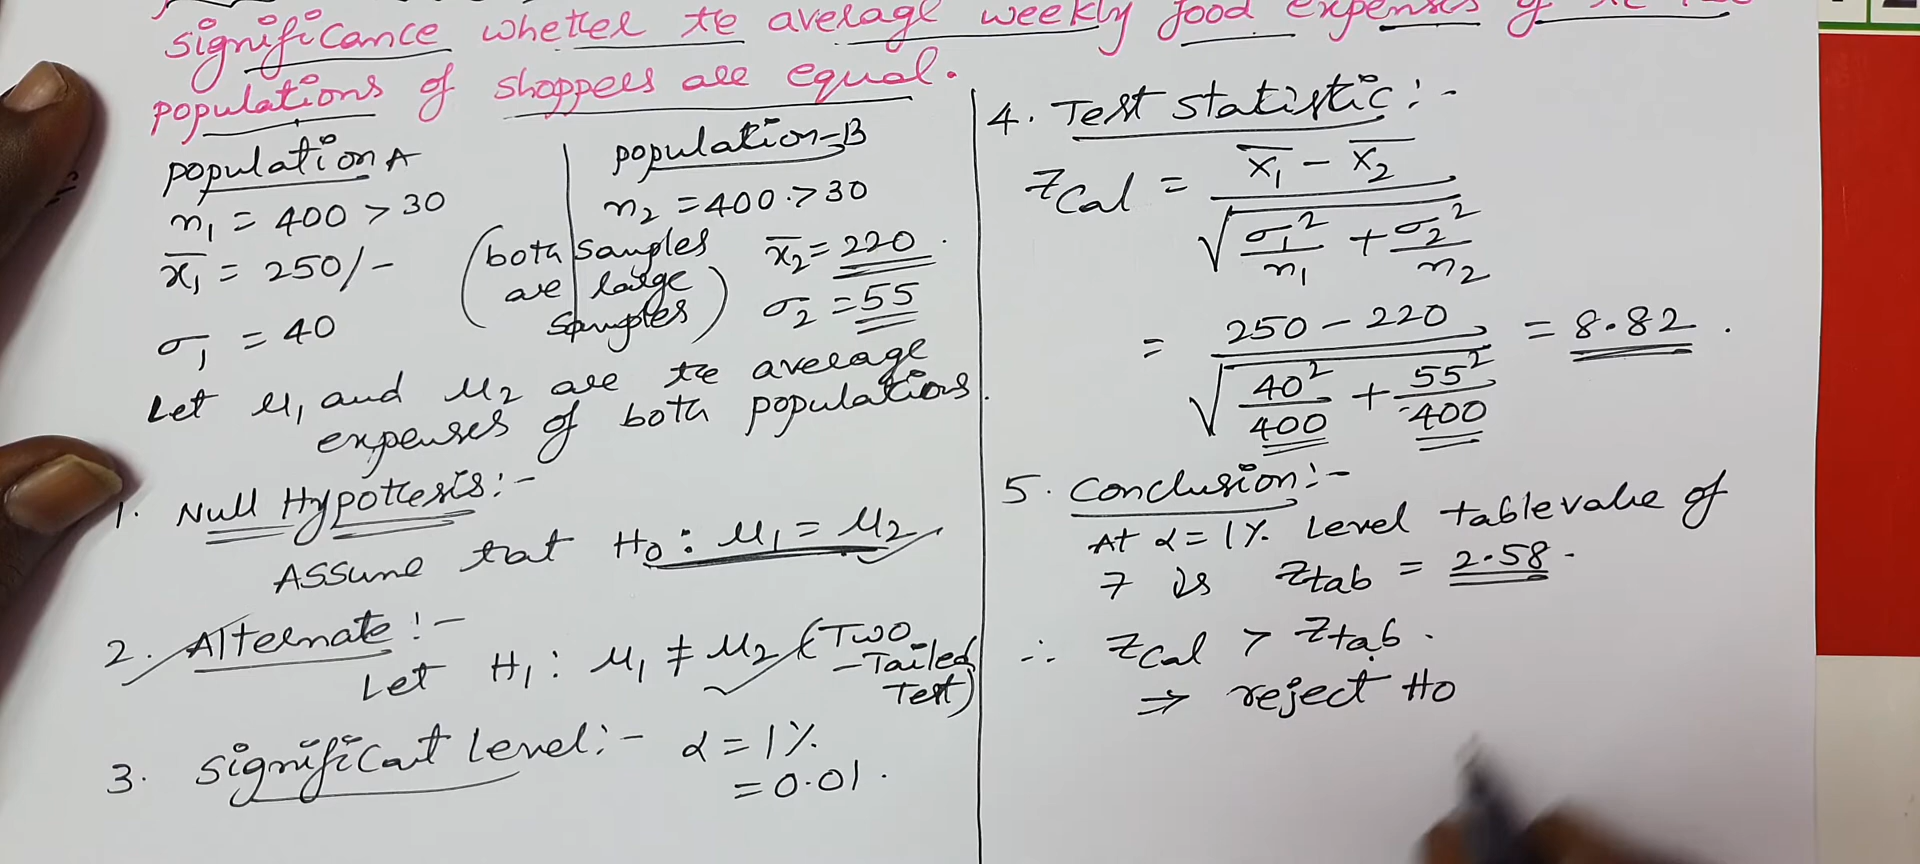 significance whether the average weekly food expenses of the
populations of shoppers are equal.
population A
n₁ = 400 > 30
x̄₁ = 250/-
σ₁ = 40
(both samples
are large
samples)
population-B
n₂ = 400 > 30
x̄₂ = 220
σ₂ = 55
Let μ₁ and μ₂ are the average
expenses of both populations.
1. Null Hypothesis:-
Assume that H₀ : μ₁ = μ₂
2. Alternate :-
Let H₁ : μ₁ ≠ μ₂ (Two
-Tailed
Test)
3. Significant Level:- α = 1%
= 0.01.
4. Test statistic :-
Zcal = (x̄₁ - x̄₂) / √(σ₁²/n₁ + σ₂²/n₂)
= (250 - 220) / √(40²/400 + 55²/400) = 8.82.
5. Conclusion:-
At α = 1% Level table value of
Z is Ztab = 2.58.
∴ Zcal > Ztab.
⇒ reject H0